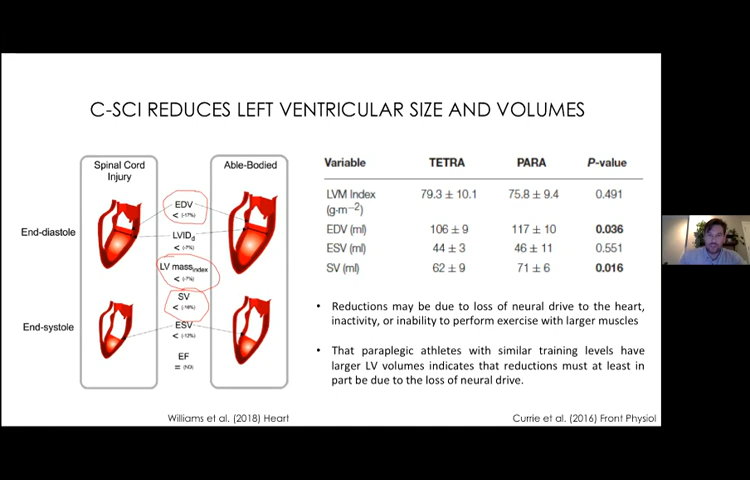 C-SCI REDUCES LEFT VENTRICULAR SIZE AND VOLUMES
Spinal Cord
Injury
Able-Bodied
End-diastole
End-systole
EDV
< (-17%)
LVIDd
< (-7%)
LV massindex
< (-7%)
SV
ESV
EF
=
Williams et al. (2018) Heart
Variable TETRA PARA P-value
LVM Index 79.3 ± 10.1 75.8 ± 9.4 0.491
(g·m−2)
EDV (ml) 106 ± 9 117 ± 10 0.036
ESV (ml) 44 ± 3 46 ± 11 0.551
SV (ml) 62 ± 9 71 ± 6 0.016
• Reductions may be due to loss of neural drive to the heart,
inactivity, or inability to perform exercise with larger muscles
• That paraplegic athletes with similar training levels have
larger LV volumes indicates that reductions must at least in
part be due to the loss of neural drive.
Currie et al. (2016) Front Physiol